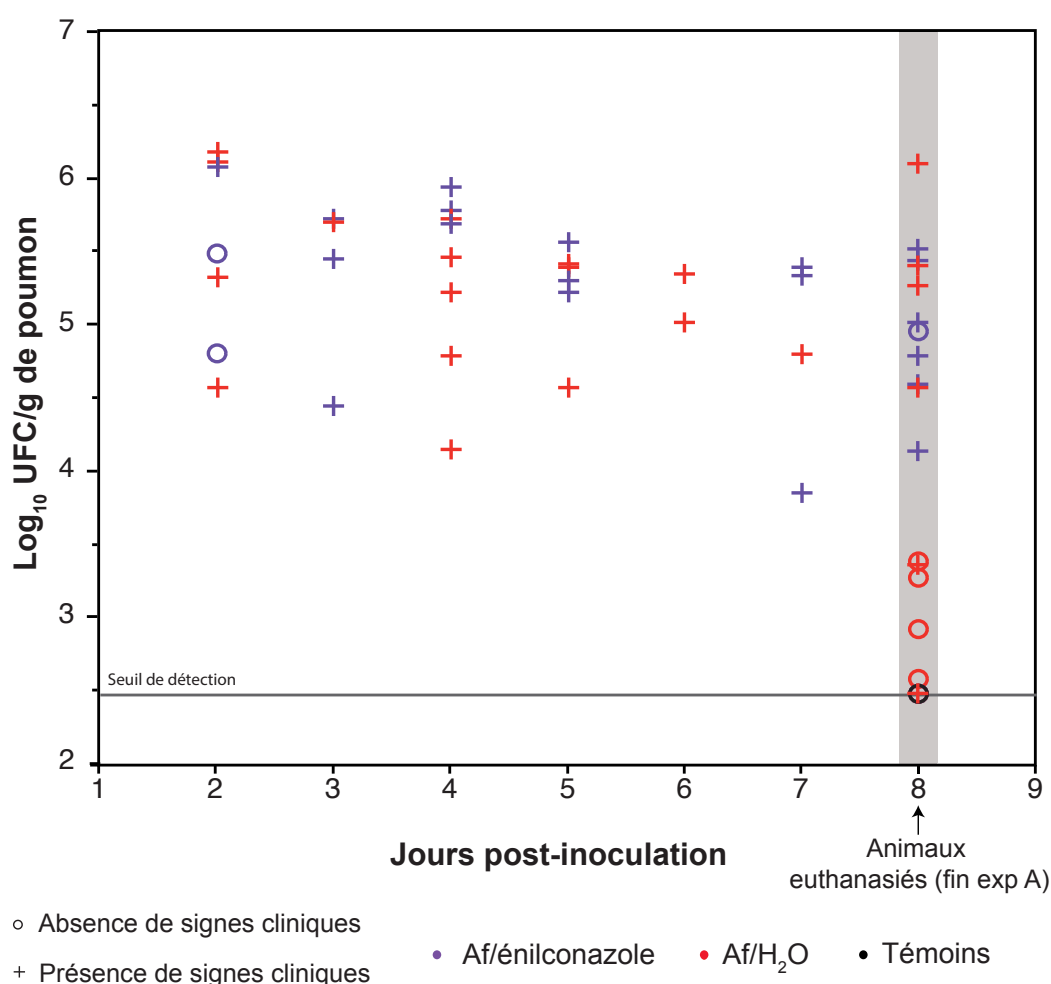 Log₁₀ UFC/g de poumon
7
6
5
4
3
2
Seuil de détection
1 2 3 4 5 6 7 8 9
Jours post-inoculation
Animaux
euthanasiés (fin exp A)
Absence de signes cliniques
+ Présence de signes cliniques
Af/énilconazole Af/H₂O Témoins